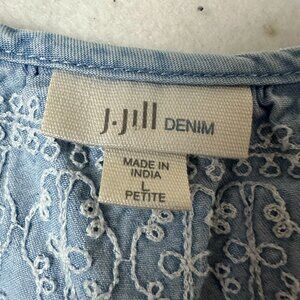 J.Jill DENIM
MADE IN
INDIA
L
PETITE